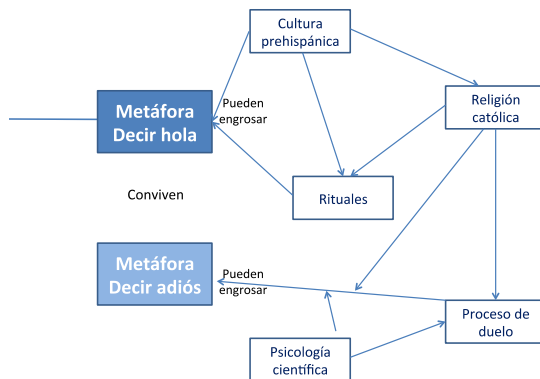 Cultura
prehispánica
Metáfora
Decir hola
Pueden
engrosar
Religión
católica
Rituales
Conviven
Metáfora
Decir adiós
Pueden
engrosar
Proceso de
duelo
Psicología
científica